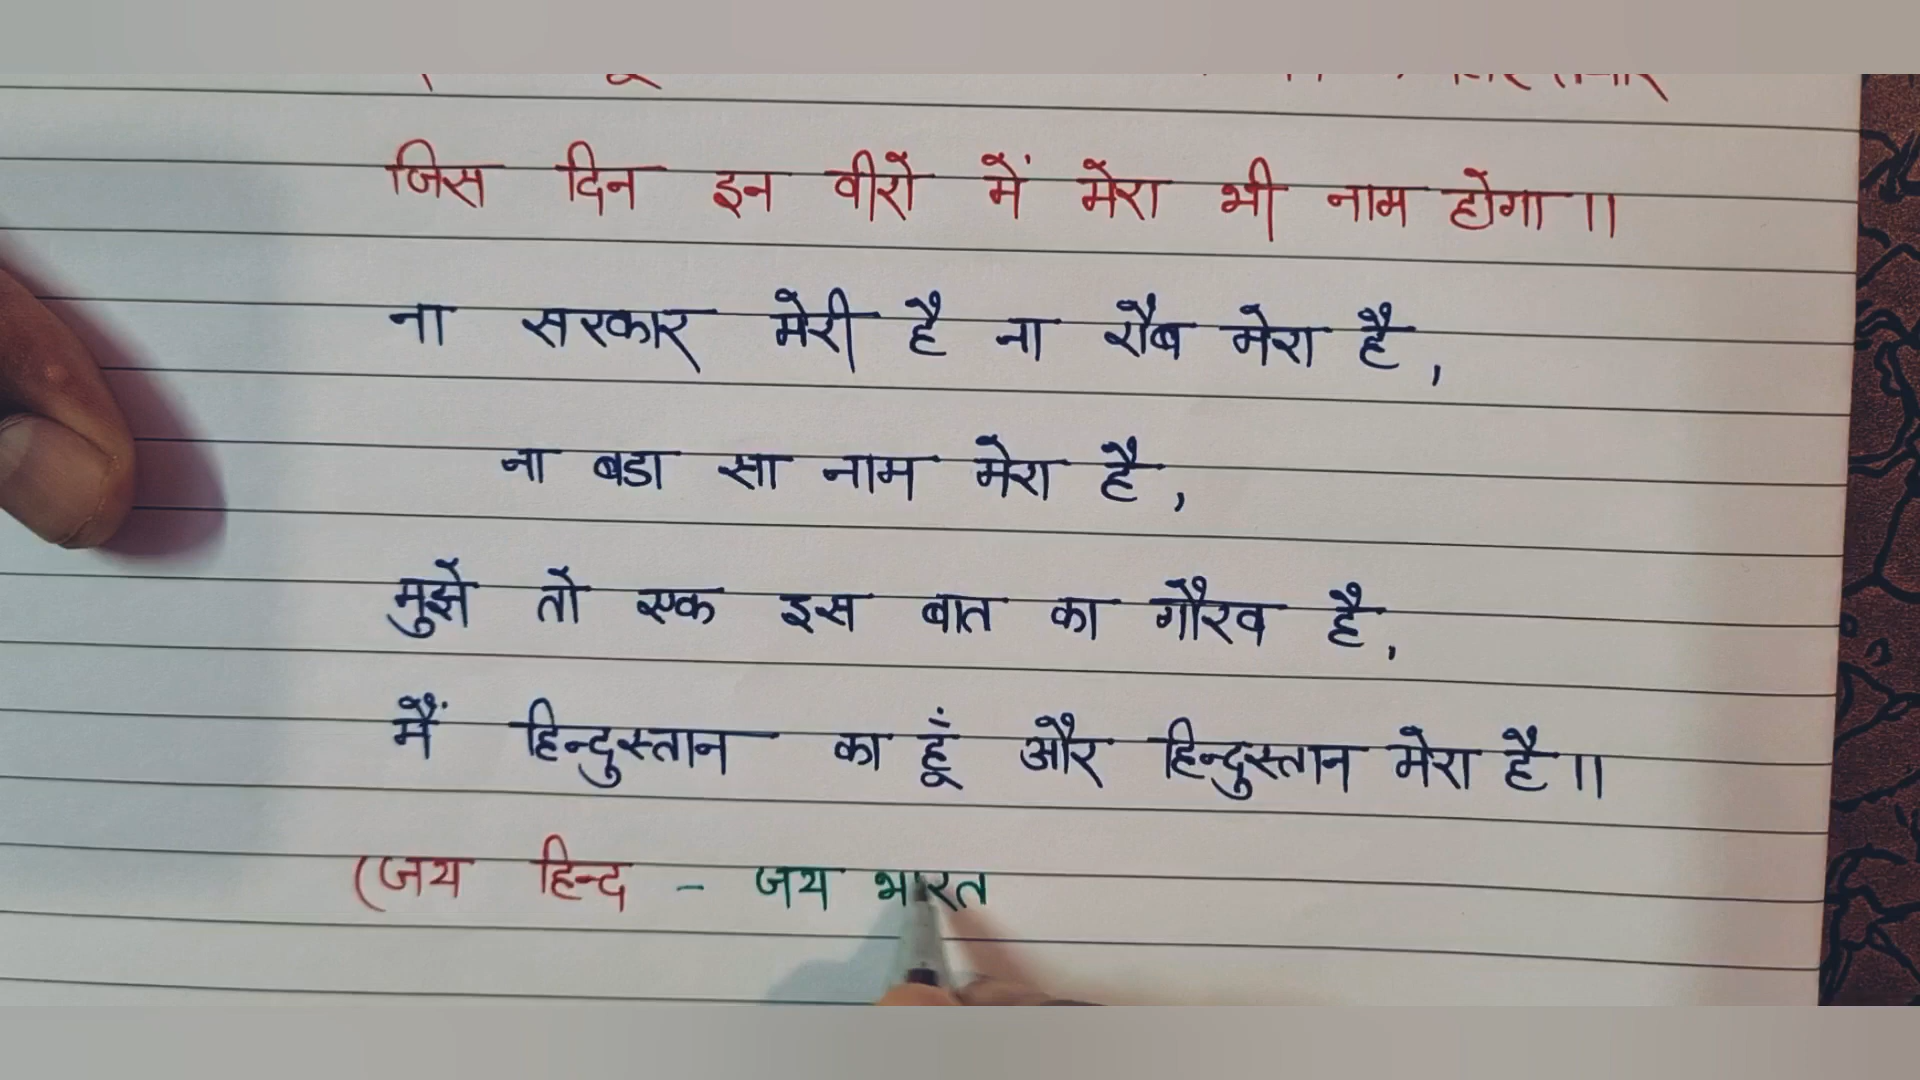 जिस दिन इन वीरो में मेरा भी नाम होगा ।।
ना सरकार मेरी है ना रौब मेरा है ,
ना बडा सा नाम मेरा है ,
मुझे तो एक इस बात का गौरव है ,
मैं हिन्दुस्तान का हूं और हिन्दुस्तान मेरा है ।।
(जय हिन्द - जय भारत